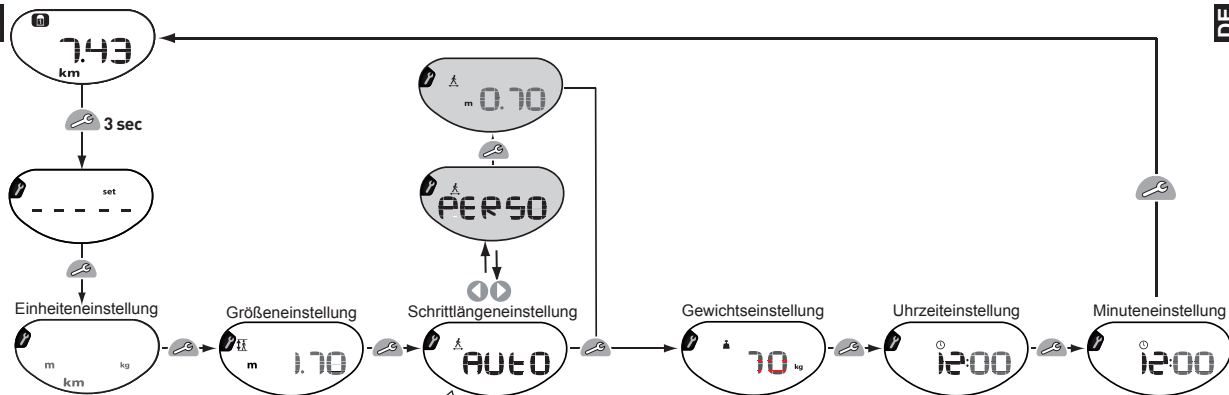 7.43
km
DE
3 sec
m 0.70
set
- - - - -
PERSO
Einheiteneinstellung
Größeneinstellung
Schrittlängeneinstellung
Gewichtseinstellung
Uhrzeiteinstellung
Minuteneinstellung
m kg
km
m 1.70
AUtO
70 kg
12:00
12:00